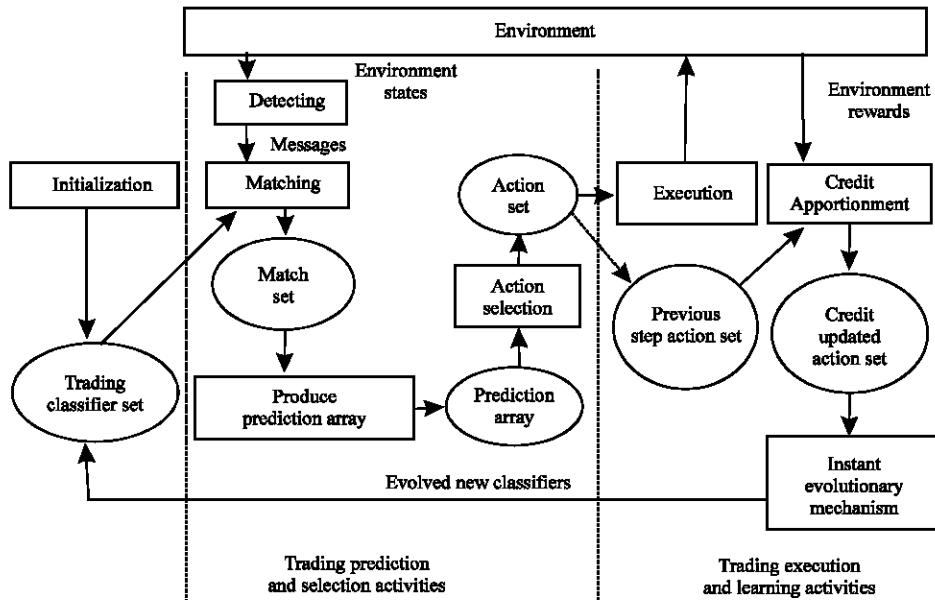 Environment
Environment
states
Detecting
Messages
Environment
rewards
Initialization
Matching
Action
set
Execution
Credit
Apportionment
Match
set
Action
selection
Previous
step action set
Credit
updated
action set
Trading
classifier set
Produce
prediction array
Prediction
array
Evolved new classifiers
Instant
evolutionary
mechanism
Trading prediction
and selection activities
Trading execution
and learning activities